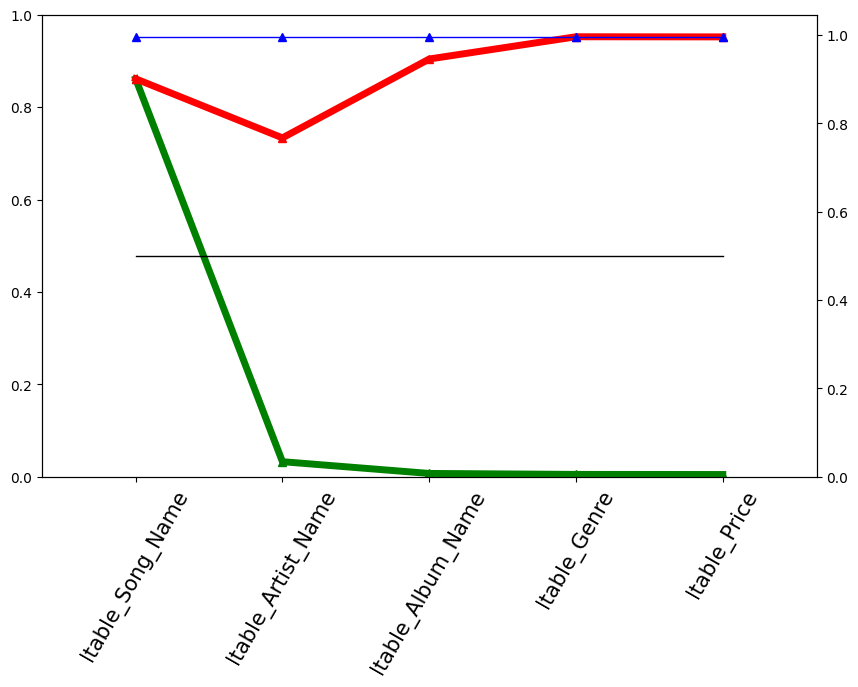 1.0
0.8
0.6
0.4
0.2
0.0
1.0
0.8
0.6
0.4
0.2
0.0
ltable_Song_Name
ltable_Artist_Name
ltable_Album_Name
ltable_Genre
ltable_Price